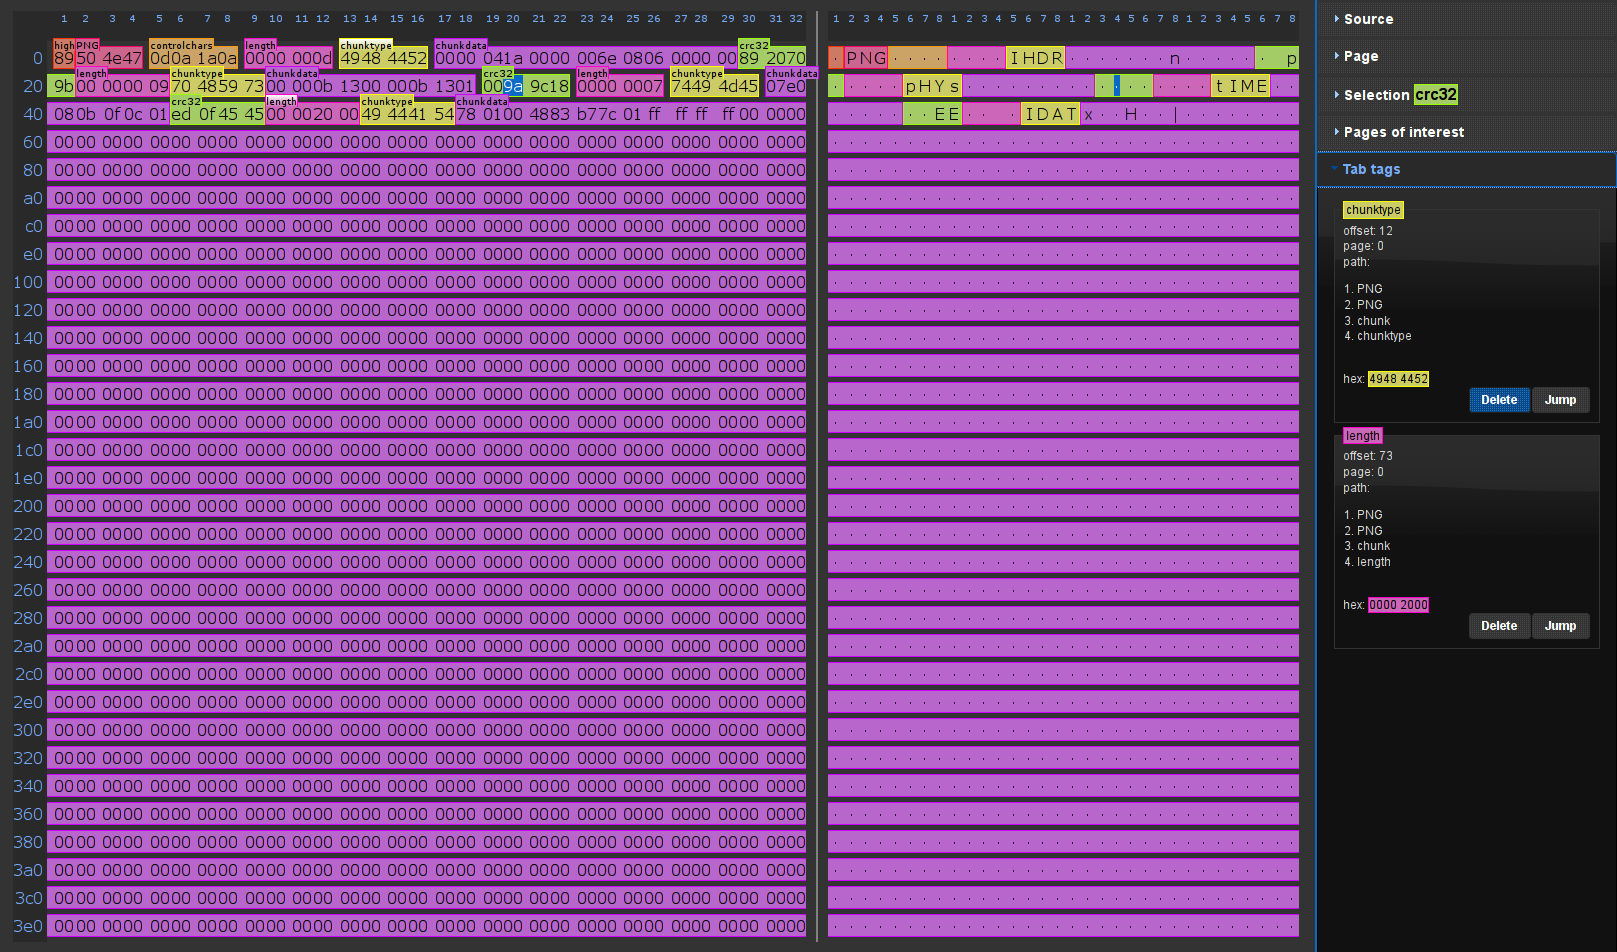 1 2 3 4 5 6 7 8 9 10 11 12 13 14 15 16 17 18 19 20 21 22 23 24 25 26 27 28 29 30 31 32 1 2 3 4 5 6 7 8 1 2 3 4 5 6 7 8 1 2 3 4 5 6 7 8 1 2 3 4 5 6 7 8
high PNG controlchars length chunktype chunkdata crc32
0 8950 4e47 0d0a 1a0a 0000 000d 4948 4452 0000 041a 0000 006e 0806 0000 0089 2070 ·PNG········IHDR·······n······ p
length chunktype chunkdata crc32 length chunktype chunkdata
20 9b00 0000 0970 4859 7300 000b 1300 000b 1301 009a 9c18 0000 0007 7449 4d45 07e0 ·····pHYs·················tIME··
crc32 length chunktype chunkdata
40 080b 0f0c 01ed 0f45 4500 0020 0049 4441 5478 0100 4883 b77c 01ff ffff ff00 0000 ·······EE····IDATx··H··|········
60 0000 0000 0000 0000 0000 0000 0000 0000 0000 0000 0000 0000 0000 0000 0000 0000 ································
80 0000 0000 0000 0000 0000 0000 0000 0000 0000 0000 0000 0000 0000 0000 0000 0000 ································
a0 0000 0000 0000 0000 0000 0000 0000 0000 0000 0000 0000 0000 0000 0000 0000 0000 ································
c0 0000 0000 0000 0000 0000 0000 0000 0000 0000 0000 0000 0000 0000 0000 0000 0000 ································
e0 0000 0000 0000 0000 0000 0000 0000 0000 0000 0000 0000 0000 0000 0000 0000 0000 ································
100 0000 0000 0000 0000 0000 0000 0000 0000 0000 0000 0000 0000 0000 0000 0000 0000 ································
120 0000 0000 0000 0000 0000 0000 0000 0000 0000 0000 0000 0000 0000 0000 0000 0000 ································
140 0000 0000 0000 0000 0000 0000 0000 0000 0000 0000 0000 0000 0000 0000 0000 0000 ································
160 0000 0000 0000 0000 0000 0000 0000 0000 0000 0000 0000 0000 0000 0000 0000 0000 ································
180 0000 0000 0000 0000 0000 0000 0000 0000 0000 0000 0000 0000 0000 0000 0000 0000 ································
1a0 0000 0000 0000 0000 0000 0000 0000 0000 0000 0000 0000 0000 0000 0000 0000 0000 ································
1c0 0000 0000 0000 0000 0000 0000 0000 0000 0000 0000 0000 0000 0000 0000 0000 0000 ································
1e0 0000 0000 0000 0000 0000 0000 0000 0000 0000 0000 0000 0000 0000 0000 0000 0000 ································
200 0000 0000 0000 0000 0000 0000 0000 0000 0000 0000 0000 0000 0000 0000 0000 0000 ································
220 0000 0000 0000 0000 0000 0000 0000 0000 0000 0000 0000 0000 0000 0000 0000 0000 ································
240 0000 0000 0000 0000 0000 0000 0000 0000 0000 0000 0000 0000 0000 0000 0000 0000 ································
260 0000 0000 0000 0000 0000 0000 0000 0000 0000 0000 0000 0000 0000 0000 0000 0000 ································
280 0000 0000 0000 0000 0000 0000 0000 0000 0000 0000 0000 0000 0000 0000 0000 0000 ································
2a0 0000 0000 0000 0000 0000 0000 0000 0000 0000 0000 0000 0000 0000 0000 0000 0000 ································
2c0 0000 0000 0000 0000 0000 0000 0000 0000 0000 0000 0000 0000 0000 0000 0000 0000 ································
2e0 0000 0000 0000 0000 0000 0000 0000 0000 0000 0000 0000 0000 0000 0000 0000 0000 ································
300 0000 0000 0000 0000 0000 0000 0000 0000 0000 0000 0000 0000 0000 0000 0000 0000 ································
320 0000 0000 0000 0000 0000 0000 0000 0000 0000 0000 0000 0000 0000 0000 0000 0000 ································
340 0000 0000 0000 0000 0000 0000 0000 0000 0000 0000 0000 0000 0000 0000 0000 0000 ································
360 0000 0000 0000 0000 0000 0000 0000 0000 0000 0000 0000 0000 0000 0000 0000 0000 ································
380 0000 0000 0000 0000 0000 0000 0000 0000 0000 0000 0000 0000 0000 0000 0000 0000 ································
3a0 0000 0000 0000 0000 0000 0000 0000 0000 0000 0000 0000 0000 0000 0000 0000 0000 ································
3c0 0000 0000 0000 0000 0000 0000 0000 0000 0000 0000 0000 0000 0000 0000 0000 0000 ································
3e0 0000 0000 0000 0000 0000 0000 0000 0000 0000 0000 0000 0000 0000 0000 0000 0000 ································
Source
Page
Selection crc32
Pages of interest
Tab tags
chunktype
offset: 12
page: 0
path:
1. PNG
2. PNG
3. chunk
4. chunktype
hex: 4948 4452
Delete Jump
length
offset: 73
page: 0
path:
1. PNG
2. PNG
3. chunk
4. length
hex: 0000 2000
Delete Jump